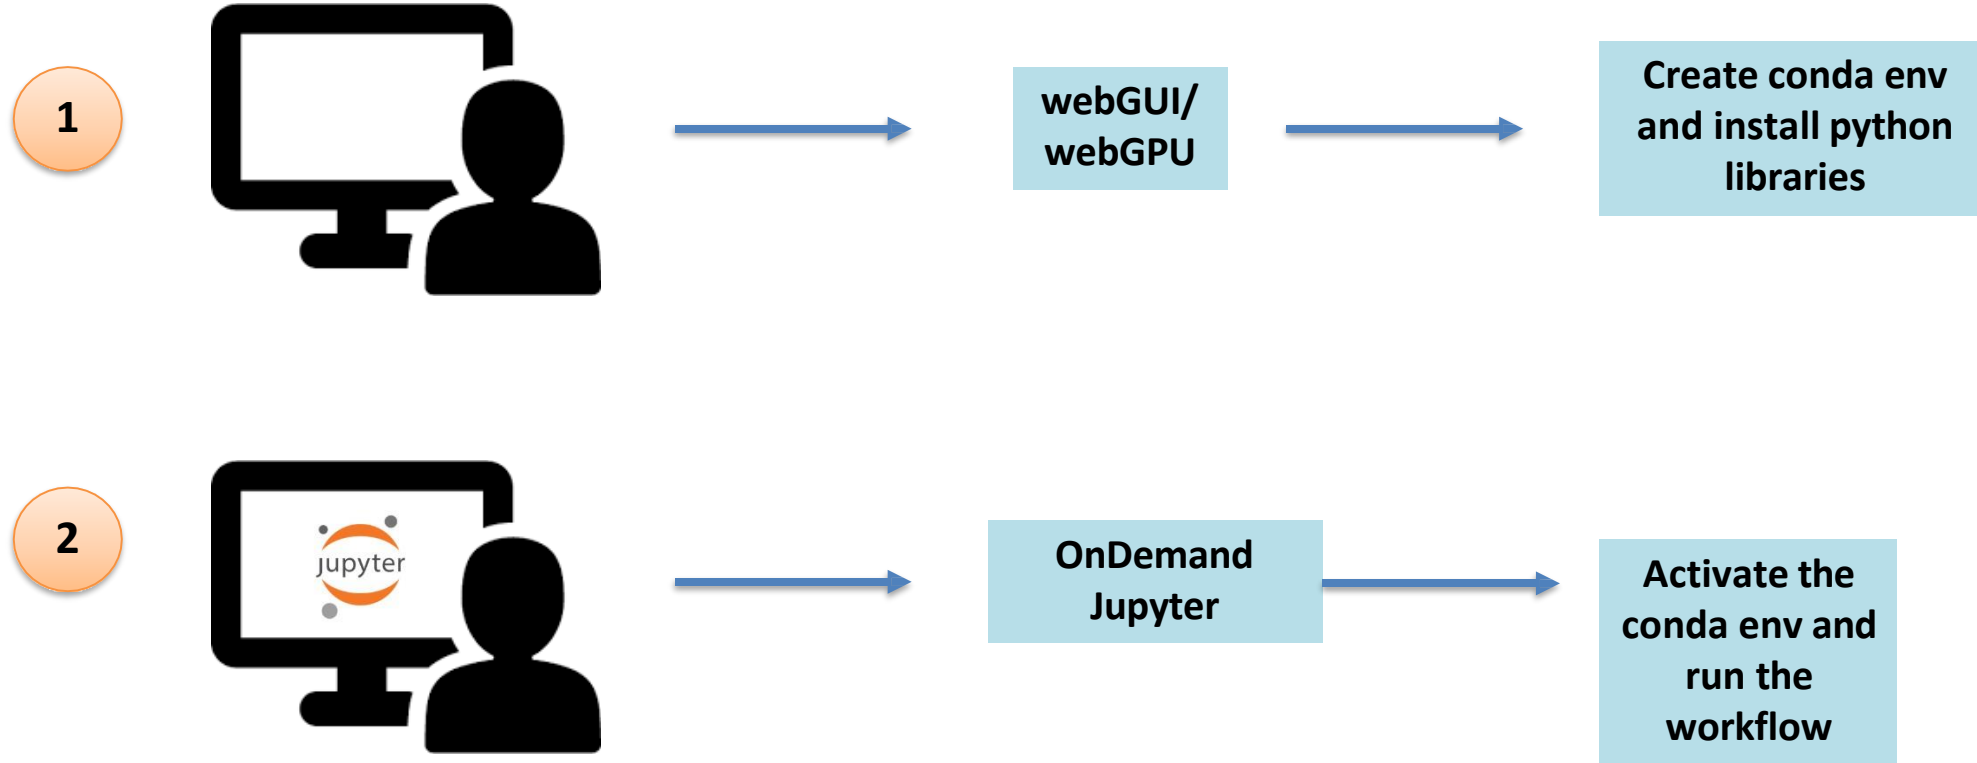 1
webGUI/
webGPU
Create conda env
and install python
libraries
2
jupyter
OnDemand
Jupyter
Activate the
conda env and
run the
workflow